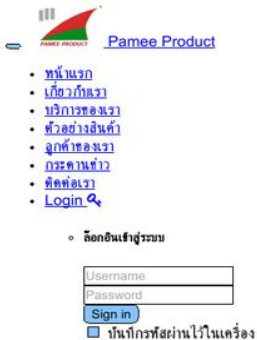 PAMEE PRODUCT Pamee Product
หน้าแรก
เกี่ยวกับเรา
บริการของเรา
ตัวอย่างสินค้า
ลูกค้าของเรา
กระดานข่าว
ติดต่อเรา
Login
ล็อกอินเข้าสู่ระบบ
Username
Password
Sign in
บันทึกรหัสผ่านไว้ในเครื่อง